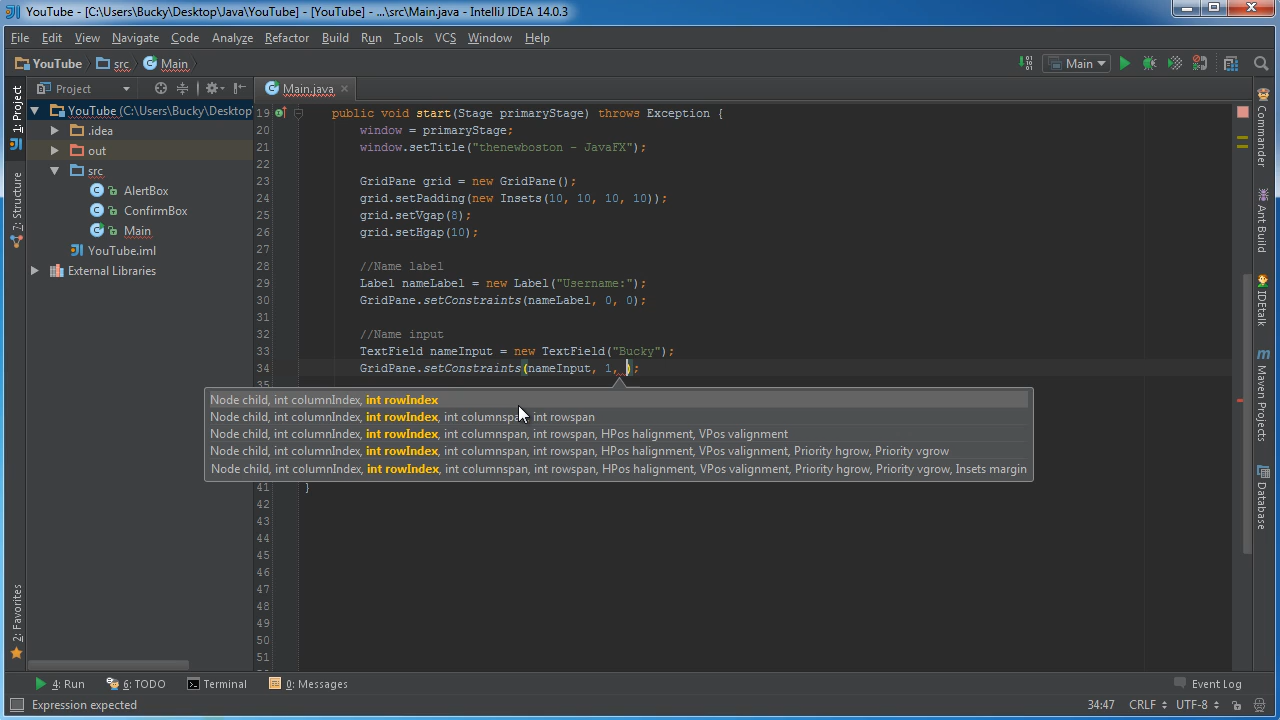 YouTube - [C:\Users\Bucky\Desktop\Java\YouTube] - [YouTube] - ...\src\Main.java - IntelliJ IDEA 14.0.3
File Edit View Navigate Code Analyze Refactor Build Run Tools VCS Window Help
YouTube src Main Main
Project Main.java
1: Project
7: Structure
2: Favorites
YouTube (C:\Users\Bucky\Desktop
.idea
out
src
AlertBox
ConfirmBox
Main
YouTube.iml
External Libraries
19 public void start(Stage primaryStage) throws Exception {
20 window = primaryStage;
21 window.setTitle("thenewboston - JavaFX");
22
23 GridPane grid = new GridPane();
24 grid.setPadding(new Insets(10, 10, 10, 10));
25 grid.setVgap(8);
26 grid.setHgap(10);
27
28 //Name label
29 Label nameLabel = new Label("Username:");
30 GridPane.setConstraints(nameLabel, 0, 0);
31
32 //Name input
33 TextField nameInput = new TextField("Bucky");
34 GridPane.setConstraints(nameInput, 1, );
Node child, int columnIndex, int rowIndex
Node child, int columnIndex, int rowIndex, int columnspan, int rowspan
Node child, int columnIndex, int rowIndex, int columnspan, int rowspan, HPos halignment, VPos valignment
Node child, int columnIndex, int rowIndex, int columnspan, int rowspan, HPos halignment, VPos valignment, Priority hgrow, Priority vgrow
Node child, int columnIndex, int rowIndex, int columnspan, int rowspan, HPos halignment, VPos valignment, Priority hgrow, Priority vgrow, Insets margin
41 }
42
43
44
45
46
47
48
49
50
51
Commander
Ant Build
IDEtalk
Maven Projects
Database
4: Run 6: TODO Terminal 0: Messages Event Log
Expression expected 34:47 CRLF UTF-8